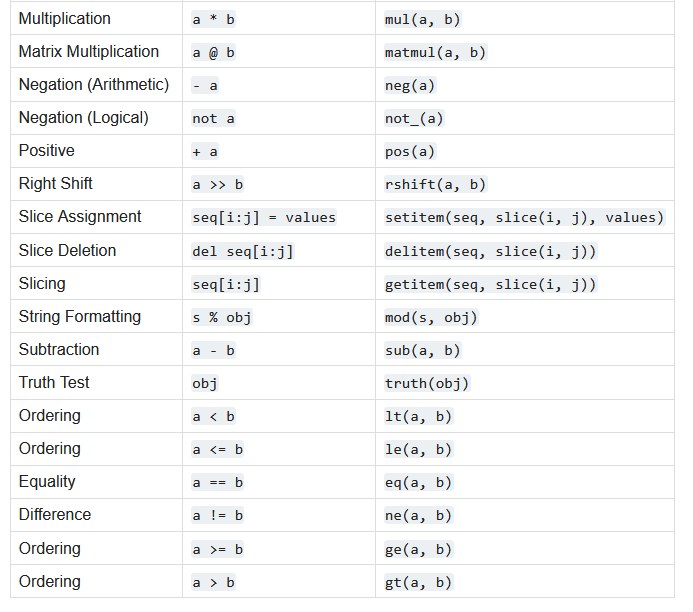 Multiplication a * b mul(a, b)
Matrix Multiplication a @ b matmul(a, b)
Negation (Arithmetic) - a neg(a)
Negation (Logical) not a not_(a)
Positive + a pos(a)
Right Shift a >> b rshift(a, b)
Slice Assignment seq[i:j] = values setitem(seq, slice(i, j), values)
Slice Deletion del seq[i:j] delitem(seq, slice(i, j))
Slicing seq[i:j] getitem(seq, slice(i, j))
String Formatting s % obj mod(s, obj)
Subtraction a - b sub(a, b)
Truth Test obj truth(obj)
Ordering a < b lt(a, b)
Ordering a <= b le(a, b)
Equality a == b eq(a, b)
Difference a != b ne(a, b)
Ordering a >= b ge(a, b)
Ordering a > b gt(a, b)